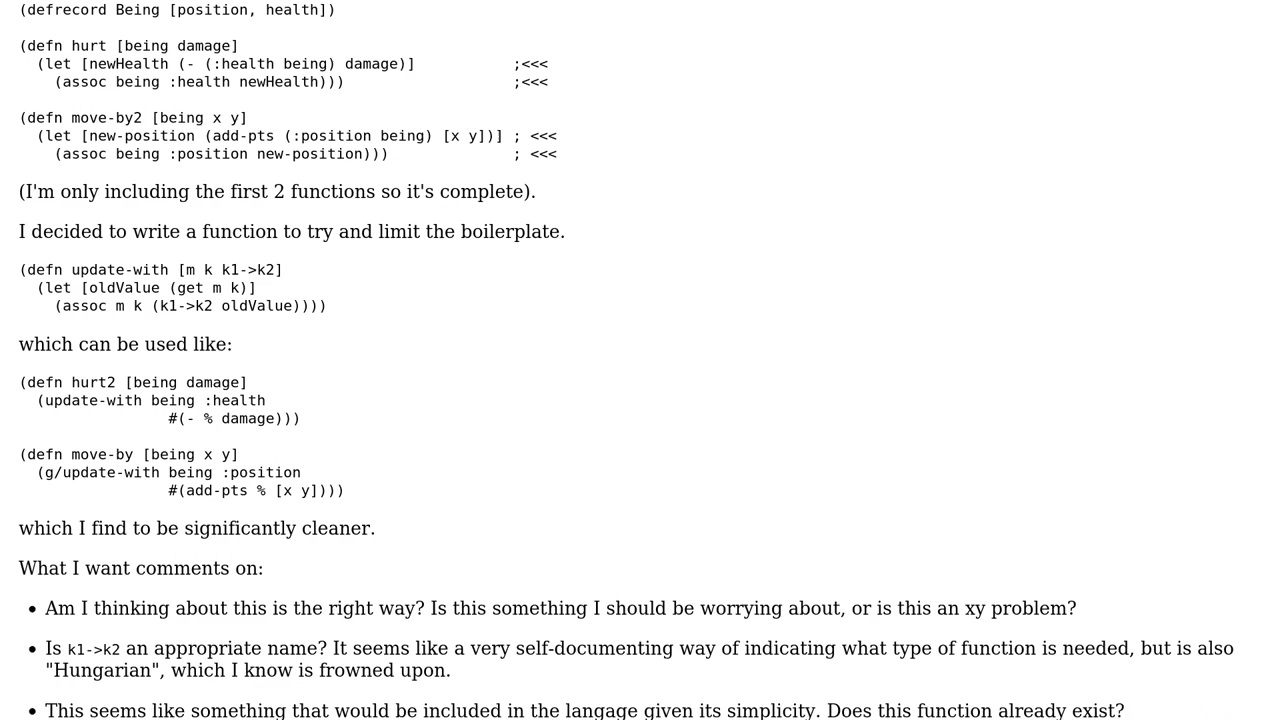 (defrecord Being [position, health])
(defn hurt [being damage]
  (let [newHealth (- (:health being) damage)]           ;<<<
    (assoc being :health newHealth)))                   ;<<<
(defn move-by2 [being x y]
  (let [new-position (add-pts (:position being) [x y])] ; <<<
    (assoc being :position new-position)))              ; <<<
(I'm only including the first 2 functions so it's complete).
I decided to write a function to try and limit the boilerplate.
(defn update-with [m k k1->k2]
  (let [oldValue (get m k)]
    (assoc m k (k1->k2 oldValue))))
which can be used like:
(defn hurt2 [being damage]
  (update-with being :health
                 #(- % damage)))
(defn move-by [being x y]
  (g/update-with being :position
                 #(add-pts % [x y])))
which I find to be significantly cleaner.
What I want comments on:
• Am I thinking about this is the right way? Is this something I should be worrying about, or is this an xy problem?
• Is k1->k2 an appropriate name? It seems like a very self-documenting way of indicating what type of function is needed, but is also
"Hungarian", which I know is frowned upon.
• This seems like something that would be included in the langage given its simplicity. Does this function already exist?